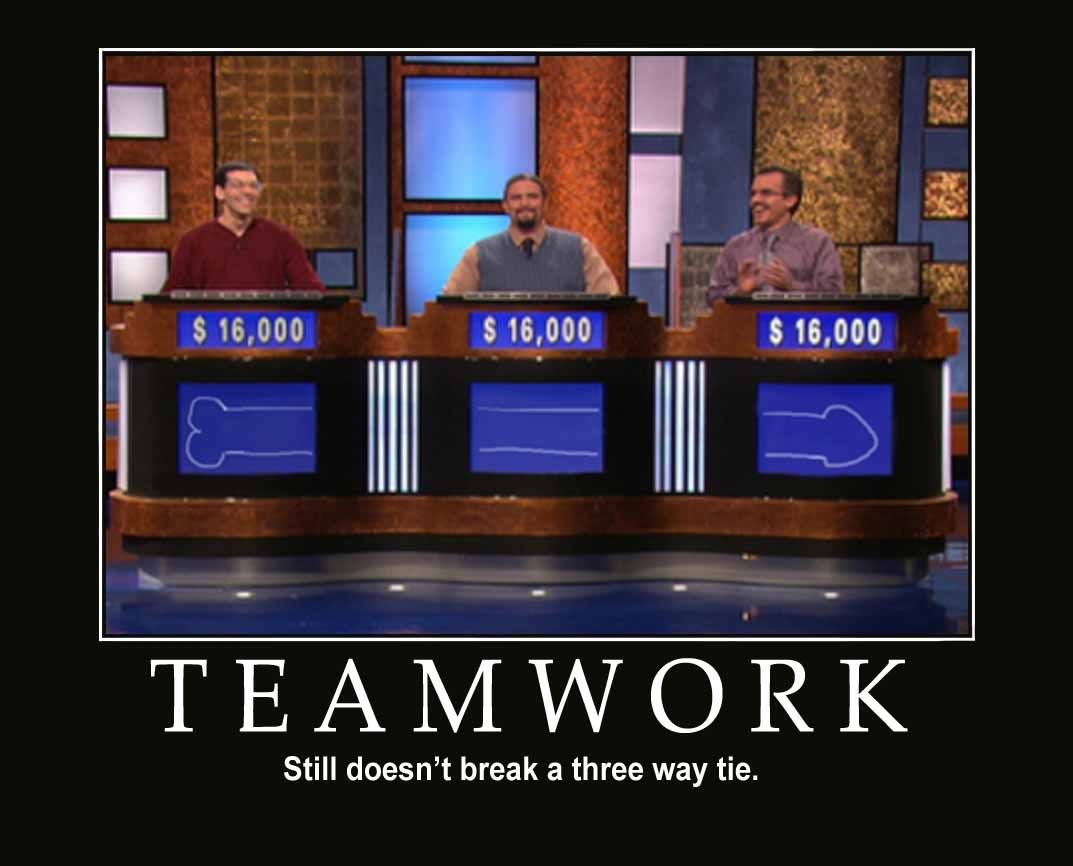 $ 16,000 $ 16,000 $ 16,000
TEAMWORK
Still doesn't break a three way tie.